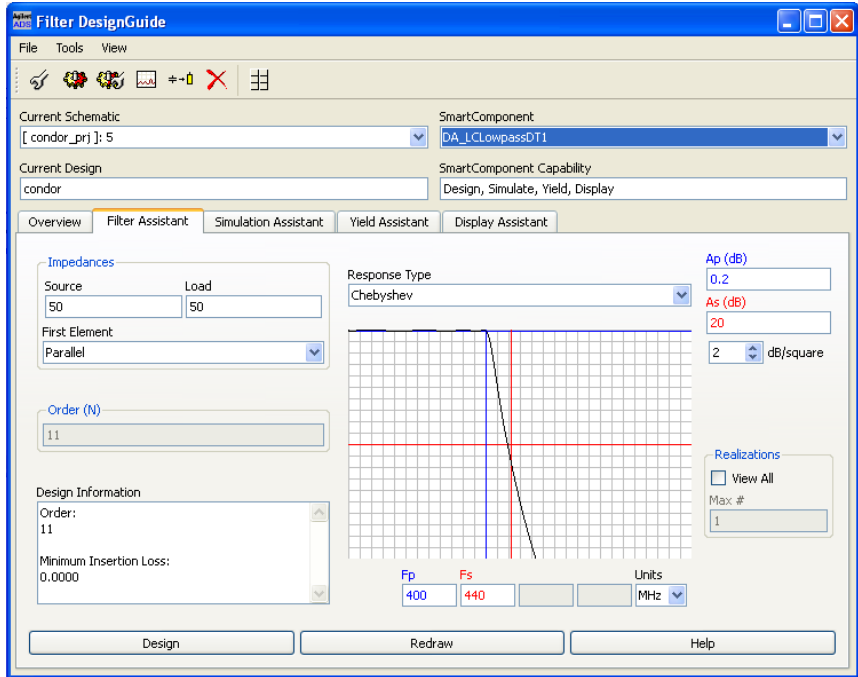 Agilent ADS Filter DesignGuide
File Tools View
Current Schematic
[ condor_prj ]: 5
SmartComponent
DA_LCLowpassDT1
Current Design
condor
SmartComponent Capability
Design, Simulate, Yield, Display
Overview Filter Assistant Simulation Assistant Yield Assistant Display Assistant
Impedances
Source Load
50 50
First Element
Parallel
Order (N)
11
Design Information
Order:
11
Minimum Insertion Loss:
0.0000
Response Type
Chebyshev
Fp Fs Units
400 440 MHz
Ap (dB)
0.2
As (dB)
20
2 dB/square
Realizations
View All
Max #
1
Design Redraw Help